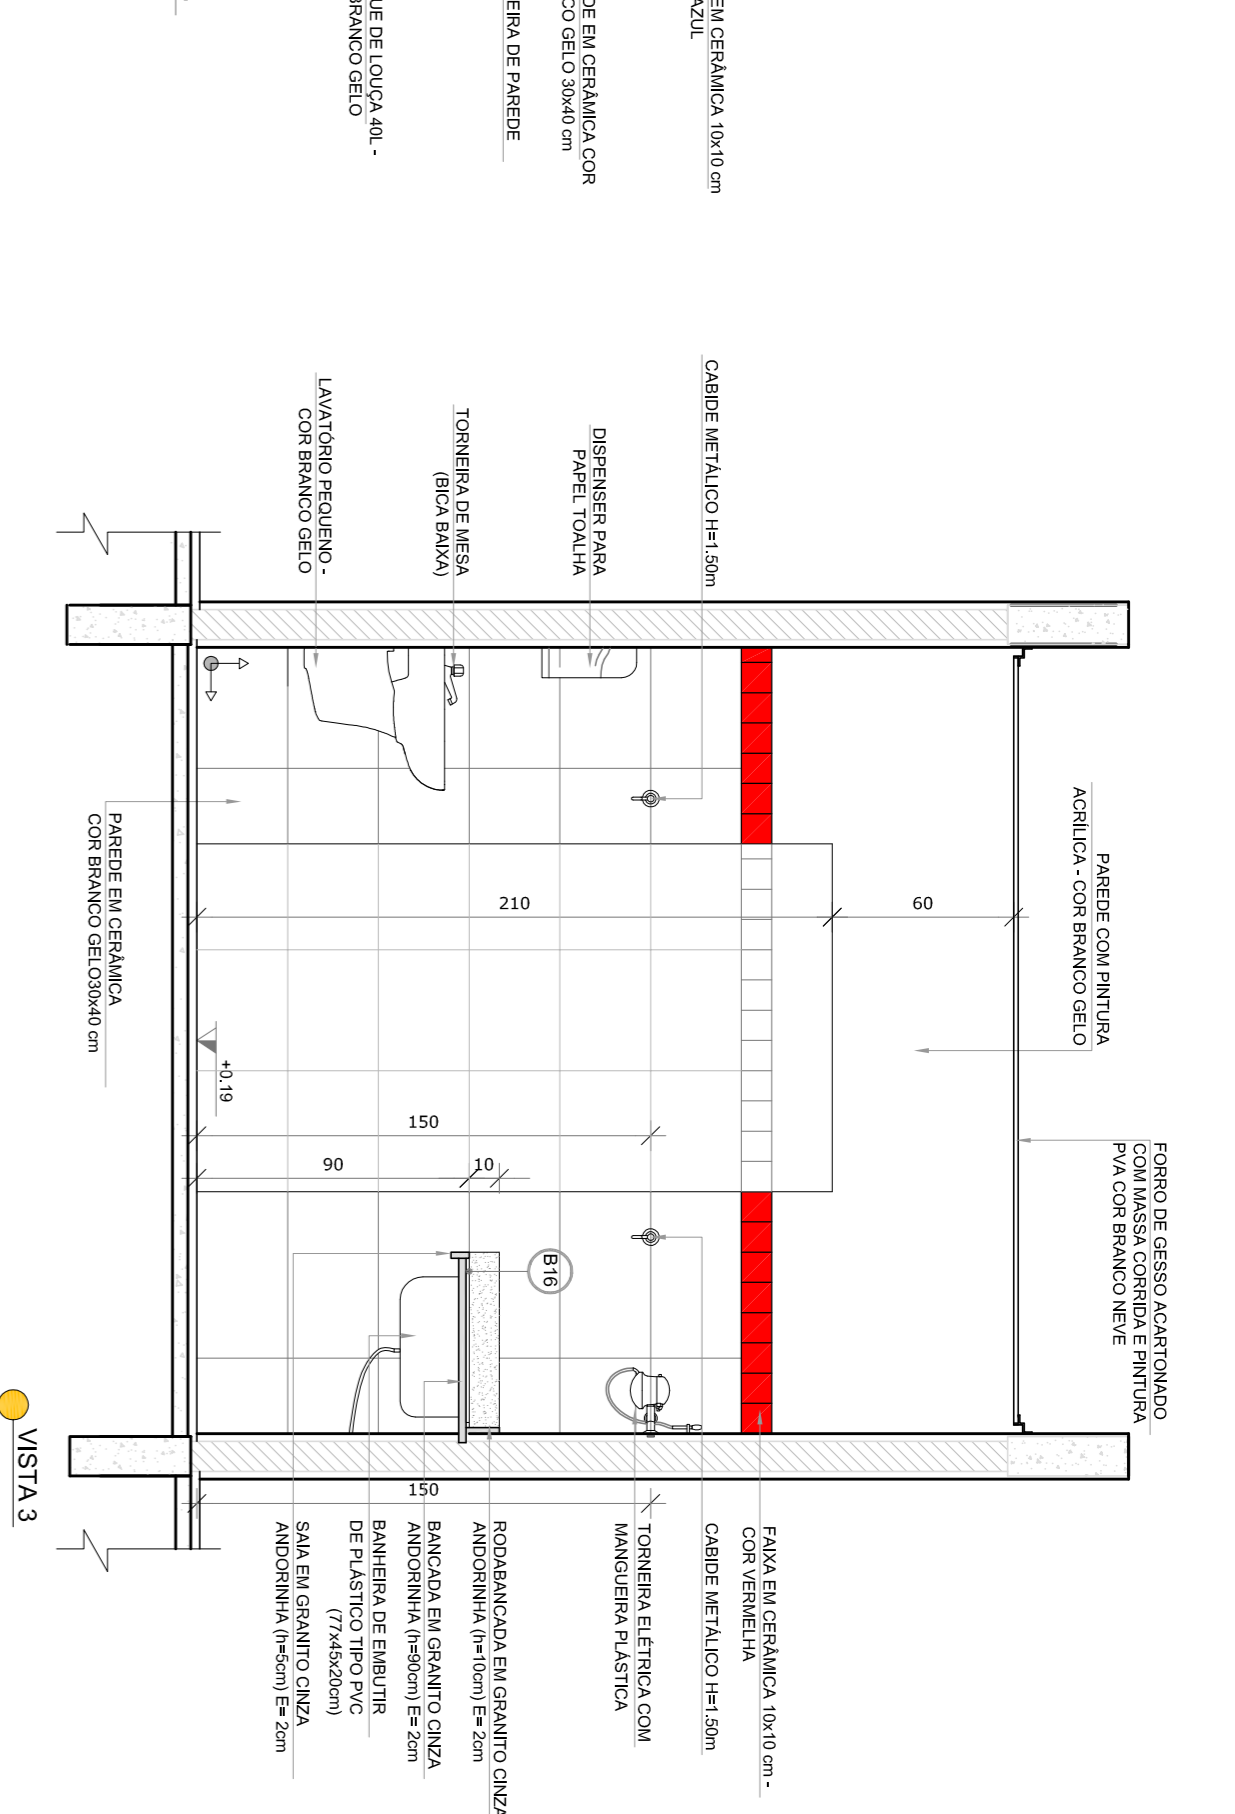 EM CERÂMICA 10x10 cm
AZUL
DE EM CERÂMICA COR
CO GELO 30x40 cm
EIRA DE PAREDE
UE DE LOUÇA 40L -
BRANCO GELO
CABIDE METÁLICO H=1.50m
DISPENSER PARA
PAPEL TOALHA
TORNEIRA DE MESA
(BICA BAIXA)
LAVATÓRIO PEQUENO -
COR BRANCO GELO
PAREDE COM PINTURA
ACRÍLICA - COR BRANCO GELO
FORRO DE GESSO ACARTONADO
COM MASSA CORRIDA E PINTURA
PVA COR BRANCO NEVE
PAREDE EM CERÂMICA
COR BRANCO GELO30x40 cm
210
60
+0.19
150
90
10
B16
150
FAIXA EM CERÂMICA 10x10 cm -
COR VERMELHA
CABIDE METÁLICO H=1.50m
TORNEIRA ELÉTRICA COM
MANGUEIRA PLÁSTICA
RODABANCADA EM GRANITO CINZA
ANDORINHA (h=10cm) E= 2cm
BANCADA EM GRANITO CINZA
ANDORINHA (h=90cm) E= 2cm
BANHEIRA DE EMBUTIR
DE PLÁSTICO TIPO PVC
(77x45x20cm)
SAIA EM GRANITO CINZA
ANDORINHA (h=5cm) E= 2cm
VISTA 3